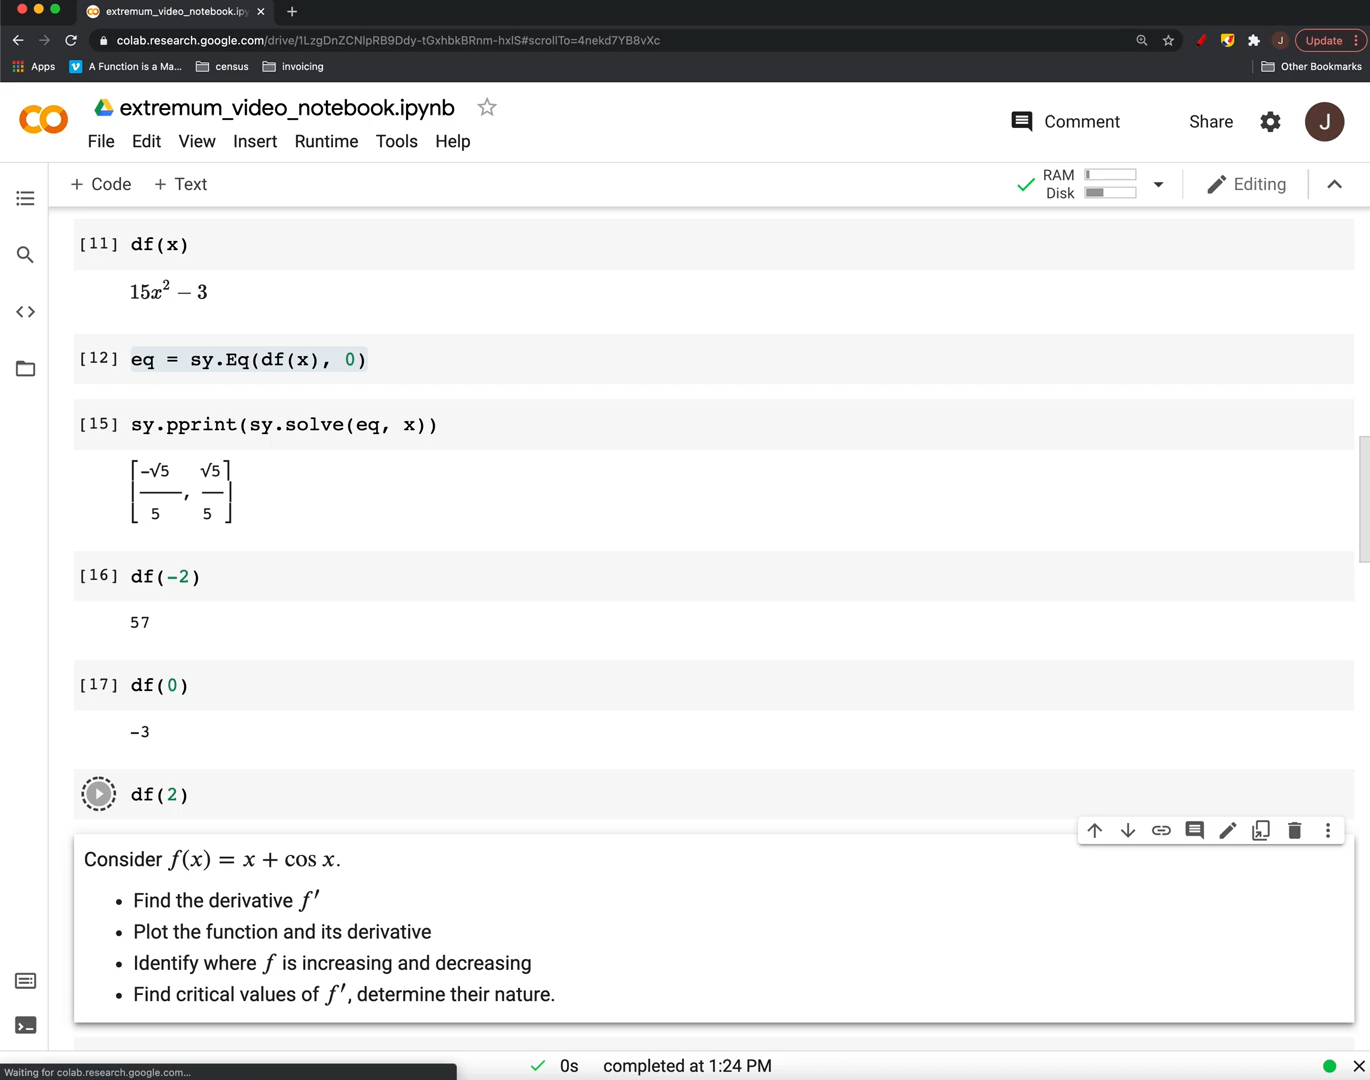 extremum_video_notebook.ipy
colab.research.google.com/drive/1LzgDnZCNlpRB9Ddy-tGxhbkBRnm-hxlS#scrollTo=4nekd7YB8vXc
J
Update
Apps
A Function is a Ma...
census
invoicing
Other Bookmarks
CO
extremum_video_notebook.ipynb
File Edit View Insert Runtime Tools Help
Comment
Share
J
+ Code + Text
RAM
Disk
Editing
[11] df(x)
15x² − 3
[12] eq = sy.Eq(df(x), 0)
[15] sy.pprint(sy.solve(eq, x))
⎡-√5   √5⎤
⎢────, ──⎥
⎣ 5    5 ⎦
[16] df(-2)
57
[17] df(0)
-3
df(2)
Consider f(x) = x + cos x.
• Find the derivative f′
• Plot the function and its derivative
• Identify where f is increasing and decreasing
• Find critical values of f′, determine their nature.
0s completed at 1:24 PM
Waiting for colab.research.google.com...